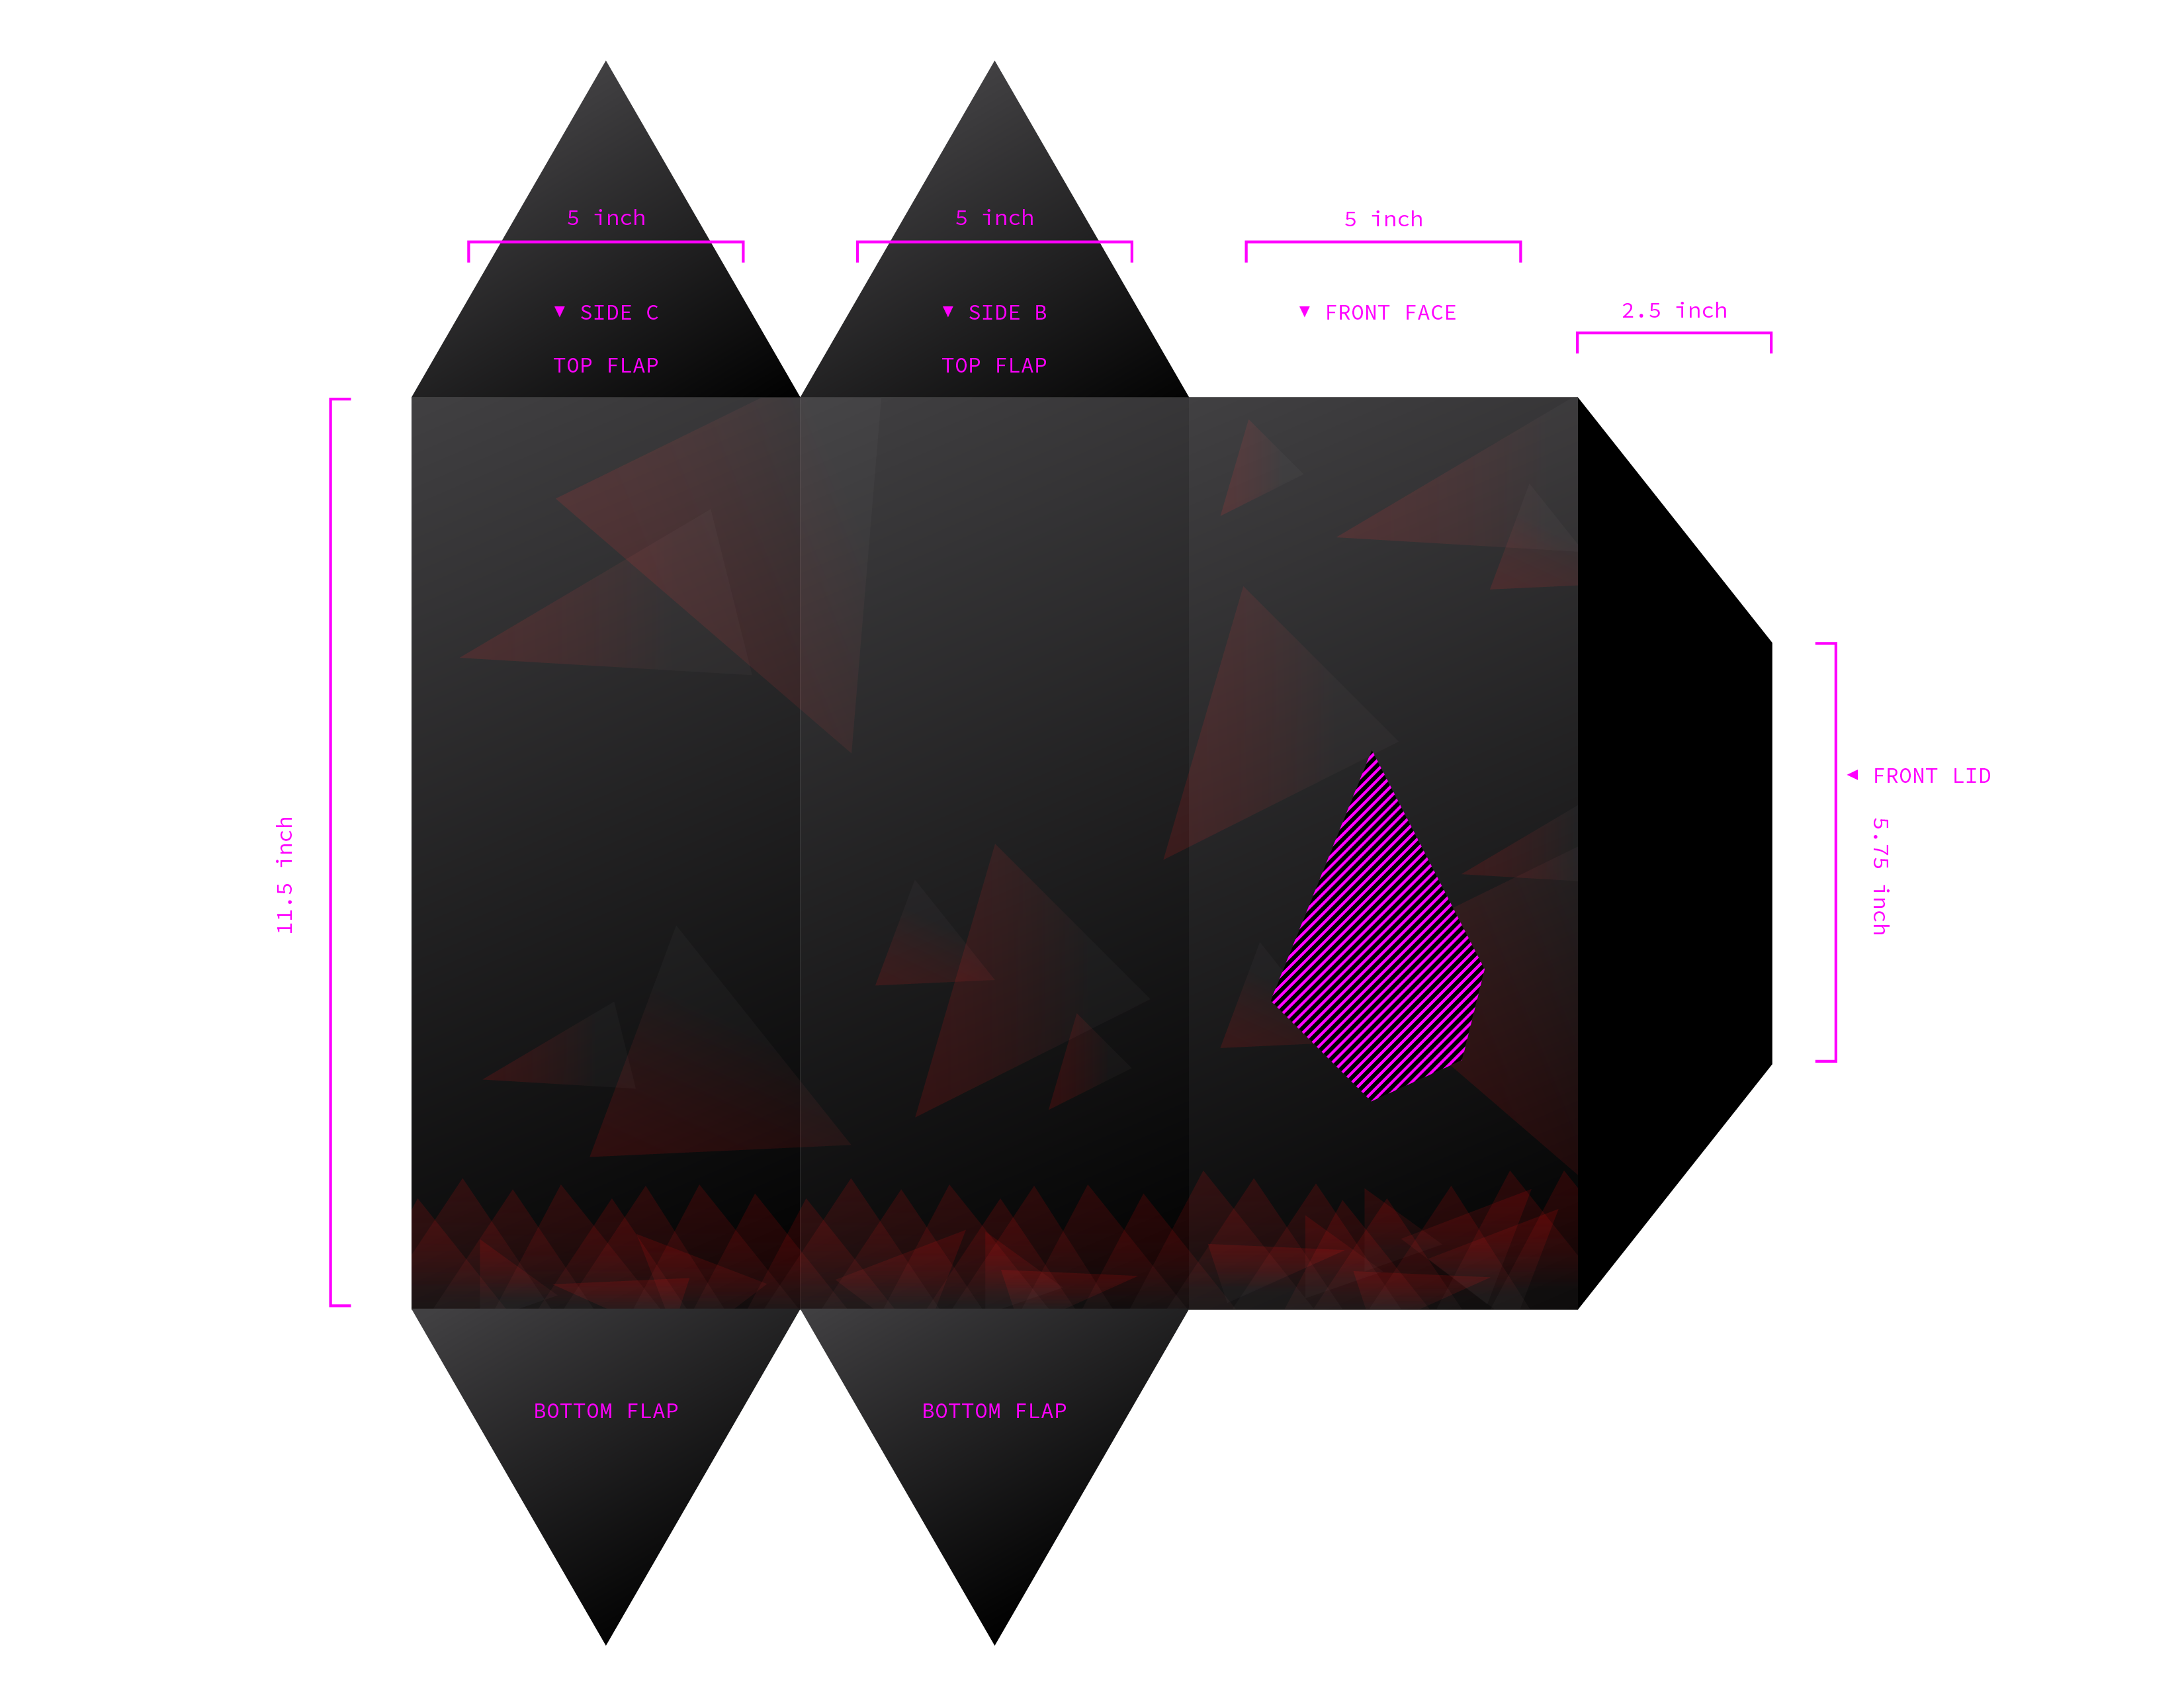 5 inch
5 inch
5 inch
▼ SIDE C
TOP FLAP
▼ SIDE B
TOP FLAP
▼ FRONT FACE
2.5 inch
11.5 inch
◄ FRONT LID
5.75 inch
BOTTOM FLAP
BOTTOM FLAP